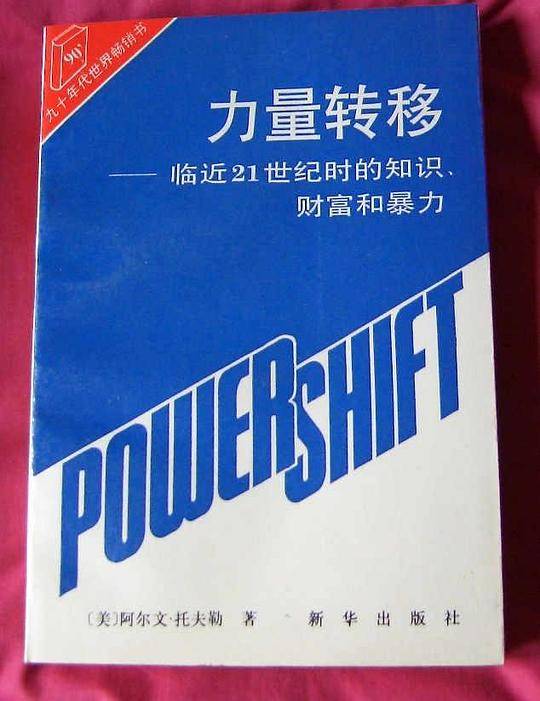 90'
九十年代世界畅销书
力量转移
——临近21世纪时的知识、
财富和暴力
POWERSHIFT
〔美〕阿尔文·托夫勒 著 新华出版社